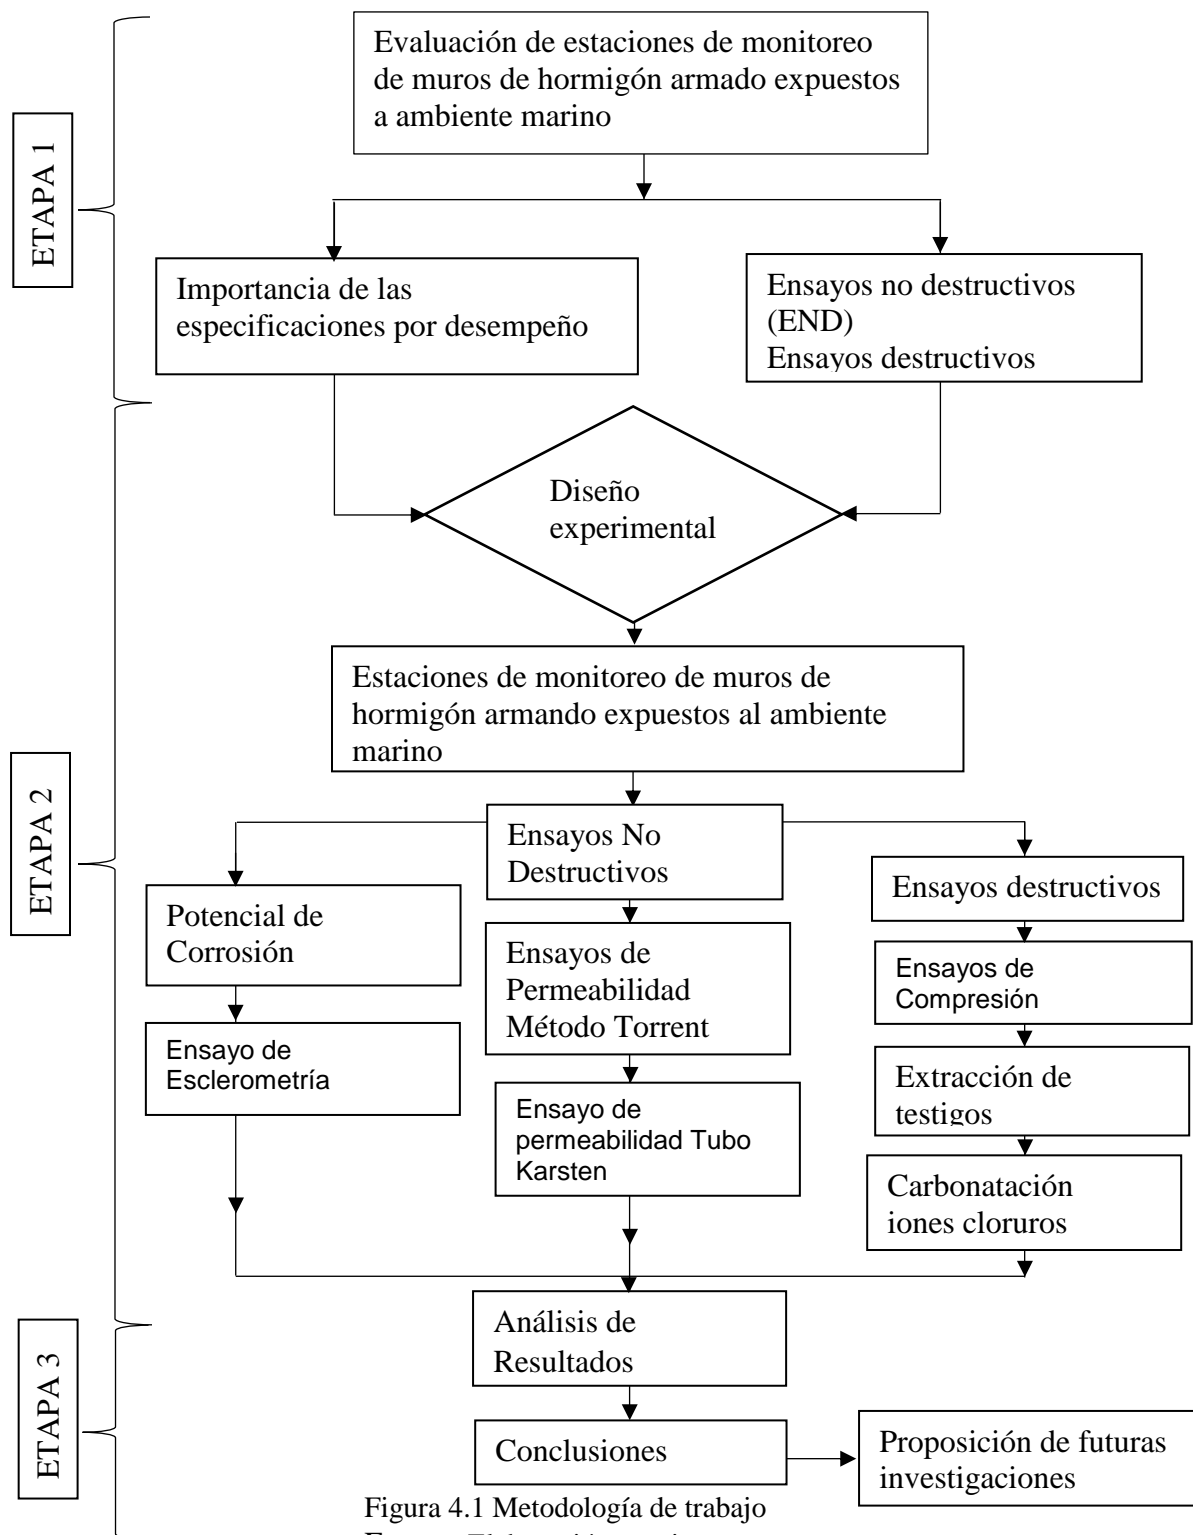 Evaluación de estaciones de monitoreo
de muros de hormigón armado expuestos
a ambiente marino
ETAPA 1
Importancia de las
especificaciones por desempeño
Ensayos no destructivos
(END)
Ensayos destructivos
Diseño
experimental
Estaciones de monitoreo de muros de
hormigón armando expuestos al ambiente
marino
ETAPA 2
Ensayos No
Destructivos
Potencial de
Corrosión
Ensayo de
Esclerometría
Ensayos de
Permeabilidad
Método Torrent
Ensayo de
permeabilidad Tubo
Karsten
Ensayos destructivos
Ensayos de
Compresión
Extracción de
testigos
Carbonatación
iones cloruros
ETAPA 3
Análisis de
Resultados
Conclusiones
Proposición de futuras
investigaciones
Figura 4.1 Metodología de trabajo